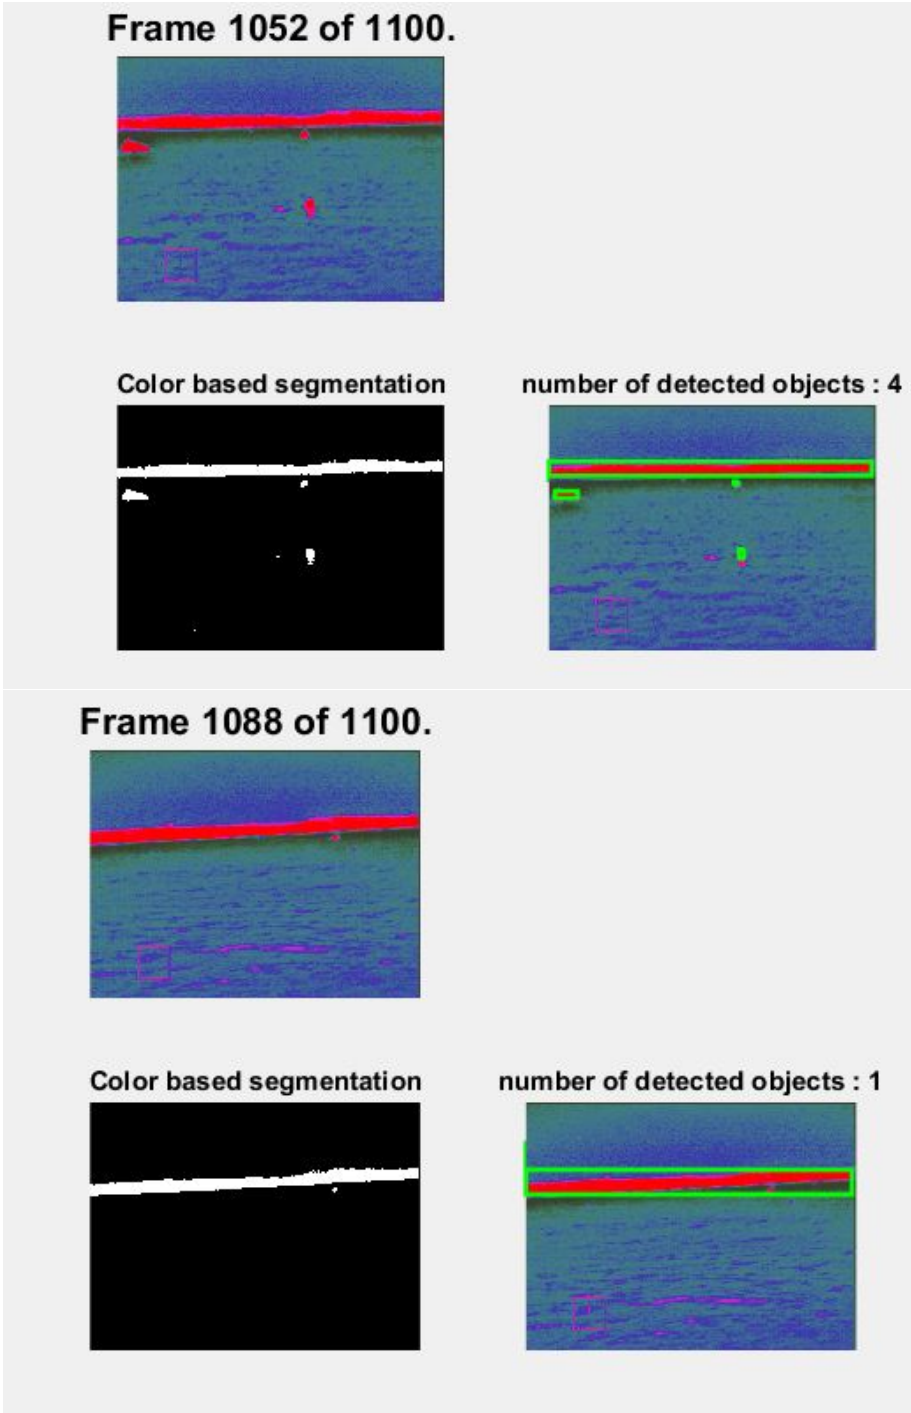 Frame 1052 of 1100.
Color based segmentation
number of detected objects : 4
Frame 1088 of 1100.
Color based segmentation
number of detected objects : 1